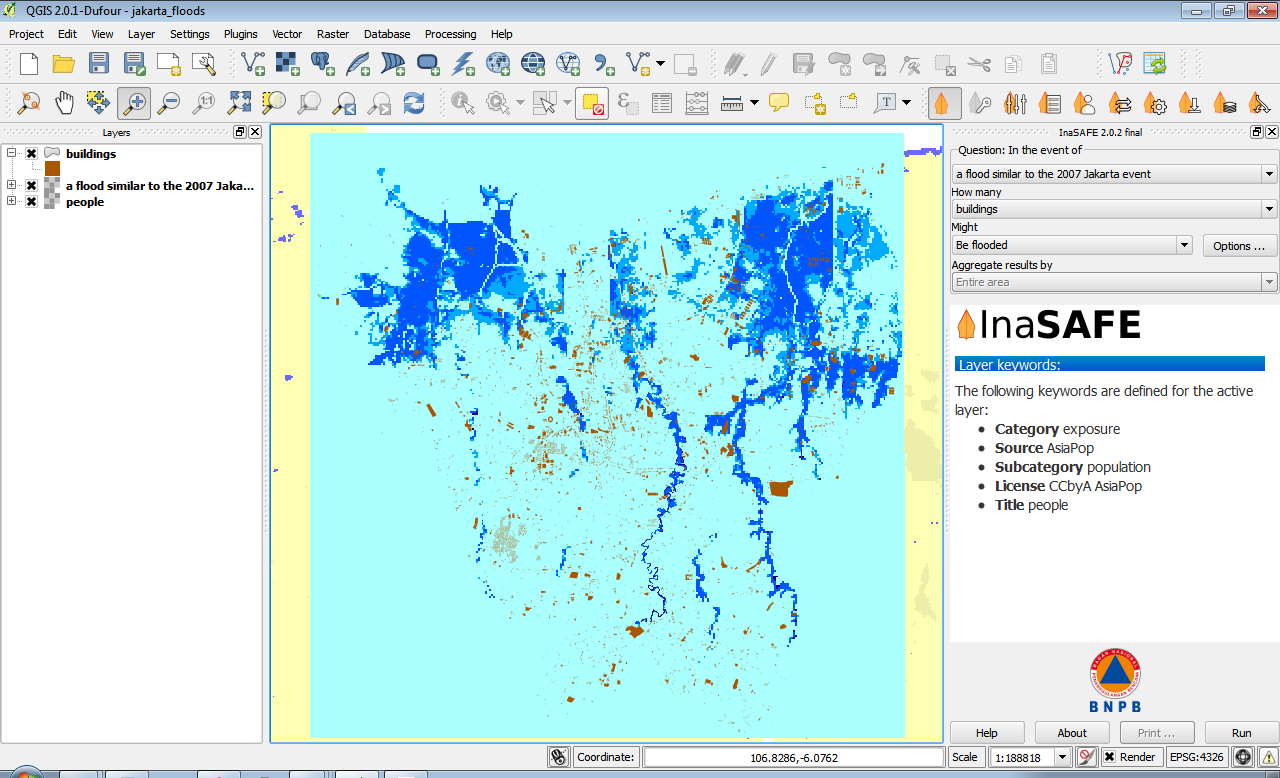 QGIS 2.0.1-Dufour - jakarta_floods
Project Edit View Layer Settings Plugins Vector Raster Database Processing Help
1:1
T
Layers
buildings
a flood similar to the 2007 Jaka...
people
InaSAFE 2.0.2 final
Question: In the event of
a flood similar to the 2007 Jakarta event
How many
buildings
Might
Be flooded
Options ...
Aggregate results by
Entire area
InaSAFE
Layer keywords:
The following keywords are defined for the active
layer:
Category exposure
Source AsiaPop
Subcategory population
License CCbyA AsiaPop
Title people
BNPB
Help About Print ... Run
Coordinate: 106.8286,-6.0762 Scale 1:188818 Render EPSG:4326